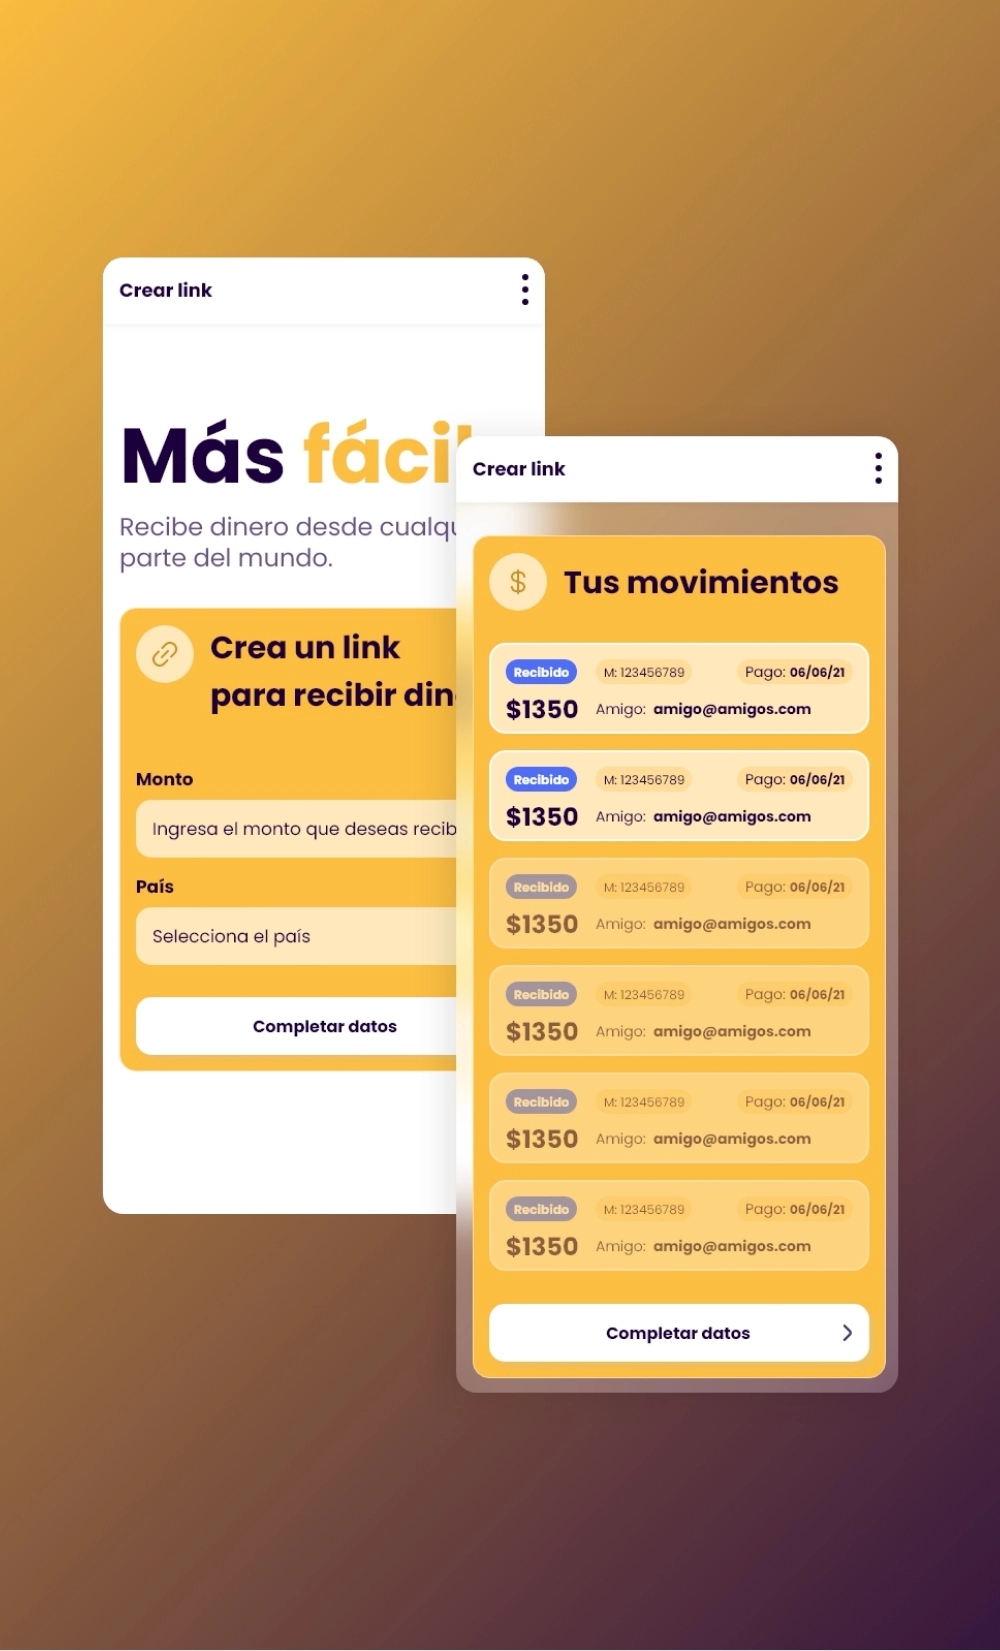 Crear link
Más fácil
Recibe dinero desde
parte del mundo.
Crea un link
para recibir
Monto
Ingresa el monto que deseas
País
Selecciona el país
Completar datos
Crear link
$ Tus movimientos
Recibido M: 123456789 Pago: 06/06/21
$1350 Amigo: amigo@amigos.com
Recibido M: 123456789 Pago: 06/06/21
$1350 Amigo: amigo@amigos.com
Recibido M: 123456789 Pago: 06/06/21
$1350 Amigo: amigo@amigos.com
Recibido M: 123456789 Pago: 06/06/21
$1350 Amigo: amigo@amigos.com
Recibido M: 123456789 Pago: 06/06/21
$1350 Amigo: amigo@amigos.com
Recibido M: 123456789 Pago: 06/06/21
$1350 Amigo: amigo@amigos.com
Completar datos